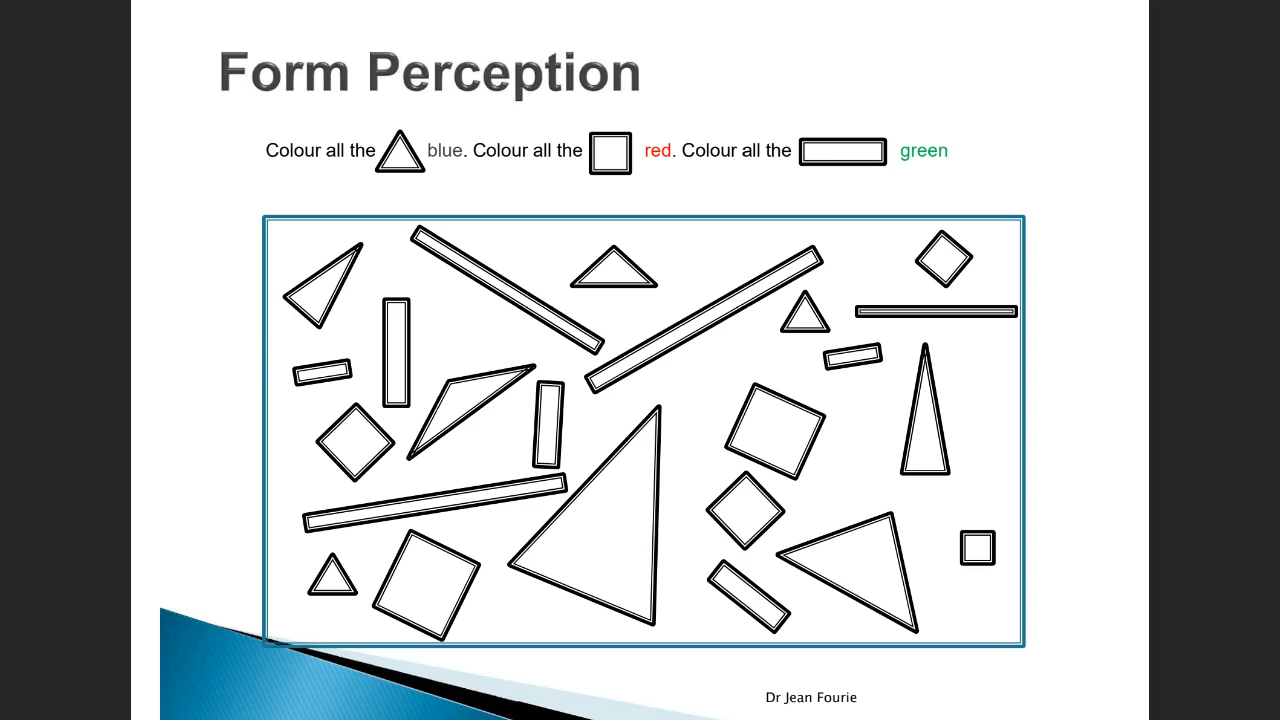 Form Perception
Colour all the blue. Colour all the red. Colour all the green
Dr Jean Fourie